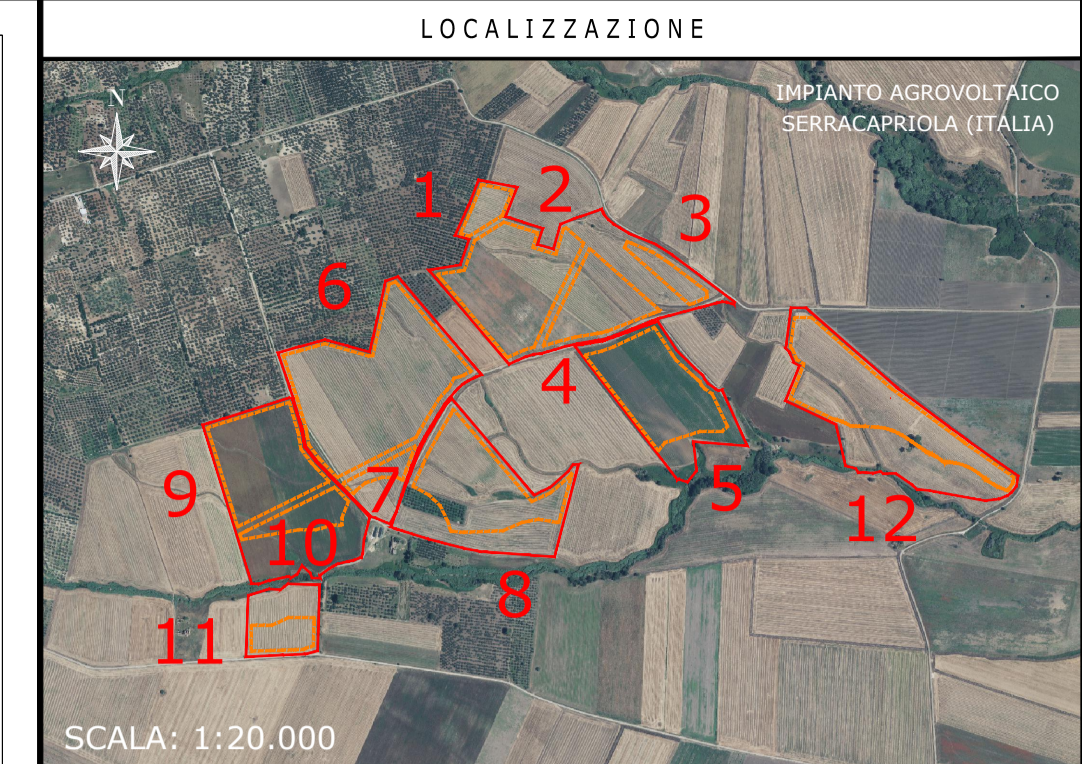 LOCALIZZAZIONE
N
IMPIANTO AGROVOLTAICO
SERRACAPRIOLA (ITALIA)
1
2
3
6
4
7
9
5
10
12
8
11
SCALA: 1:20.000